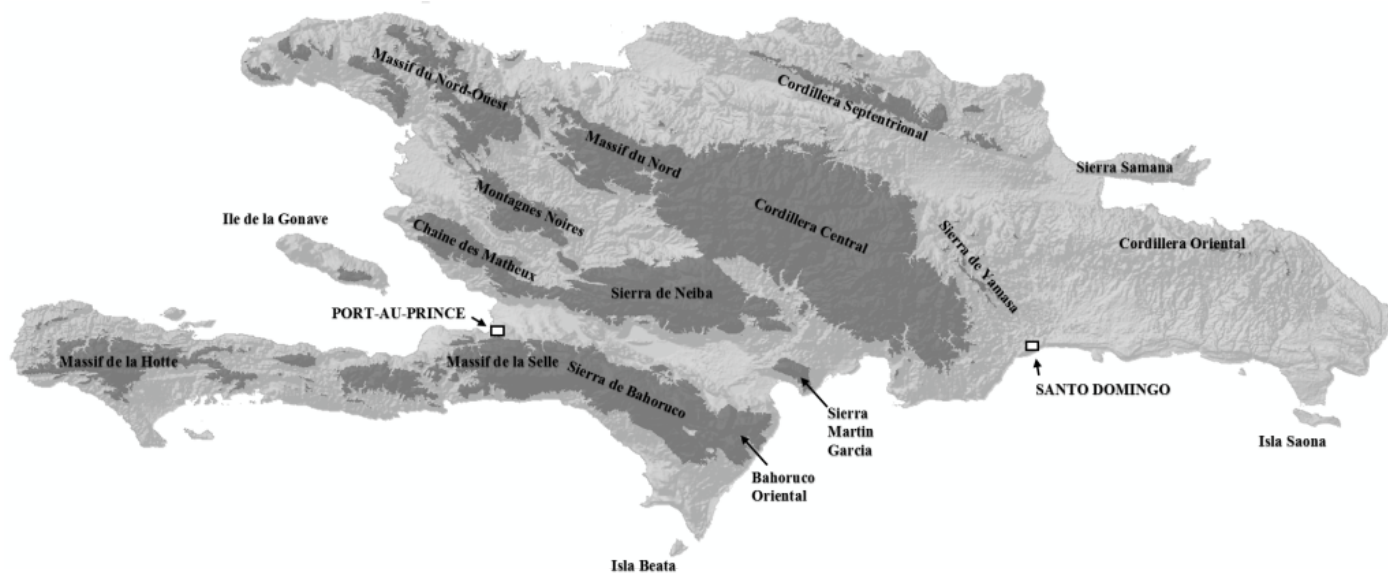 Massif du Nord-Ouest
Cordillera Septentrional
Massif du Nord
Sierra Samana
Montagnes Noires
Cordillera Central
Ile de la Gonave
Chaine des Matheux
Sierra de Yamasa
Cordillera Oriental
Sierra de Neiba
PORT-AU-PRINCE
Massif de la Hotte
Massif de la Selle
Sierra de Bahoruco
SANTO DOMINGO
Sierra
Martin
Garcia
Isla Saona
Bahoruco
Oriental
Isla Beata